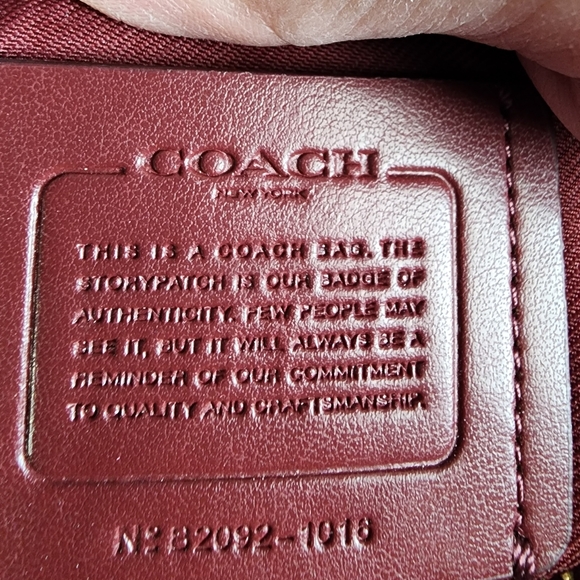 COACH
NEW YORK
THIS IS A COACH BAG. THE
STORYPATCH IS OUR BADGE OF
AUTHENTICITY. FEW PEOPLE MAY
SEE IT, BUT IT WILL ALWAYS BE A
REMINDER OF OUR COMMITMENT
TO QUALITY AND CRAFTSMANSHIP.
Nº 82092-1016